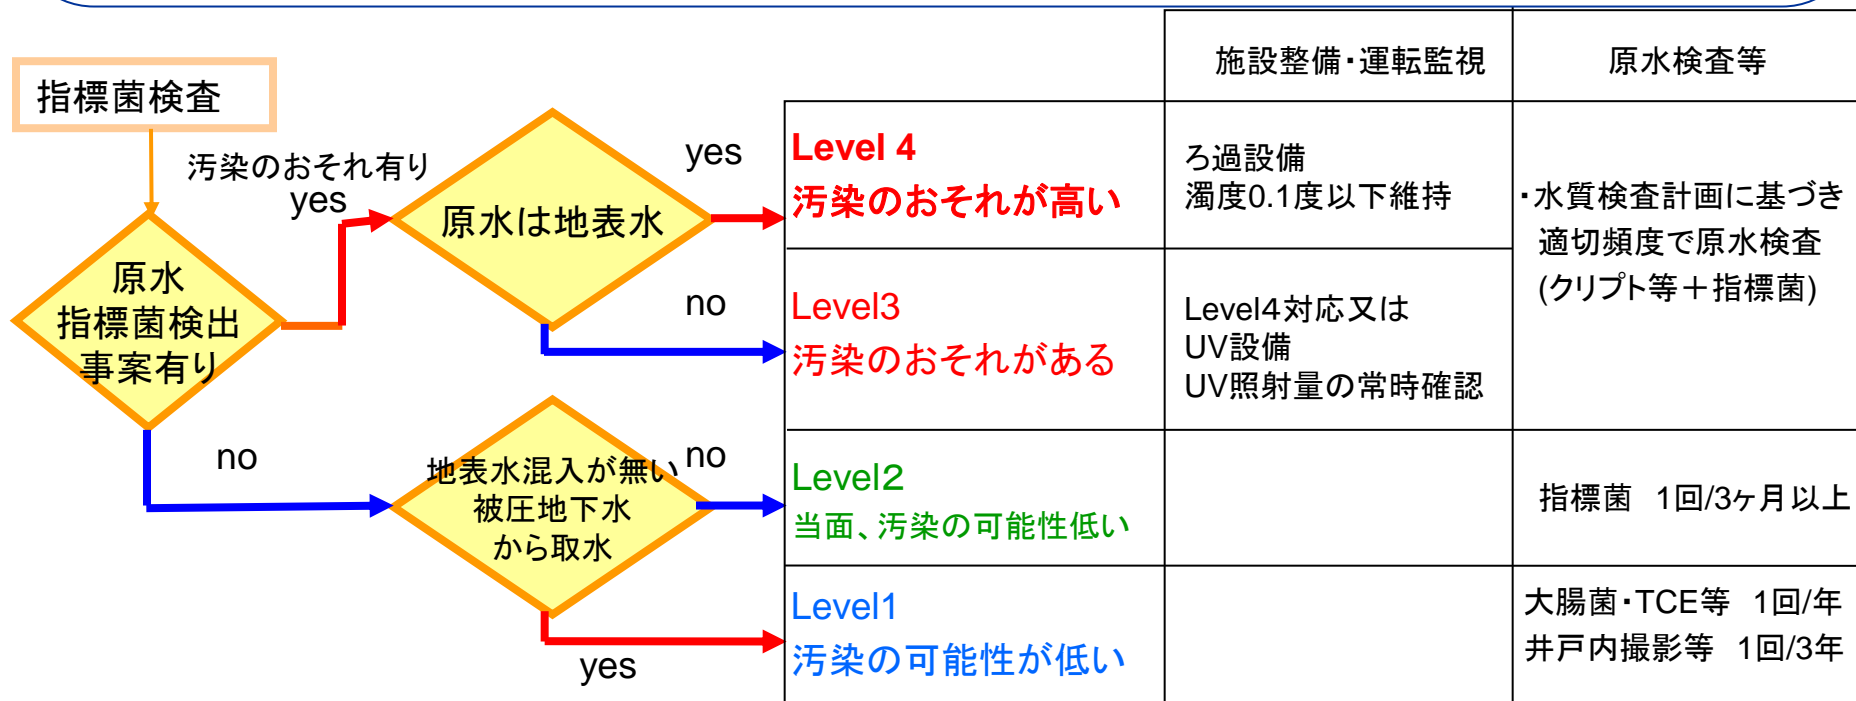 施設整備・運転監視
原水検査等
指標菌検査
汚染のおそれ有り
yes
原水は地表水
yes
no
原水
指標菌検出
事案有り
no
地表水混入が無い
被圧地下水
から取水
no
yes
Level 4
汚染のおそれが高い
ろ過設備
濁度0.1度以下維持
・水質検査計画に基づき
適切頻度で原水検査
(クリプト等＋指標菌)
Level3
汚染のおそれがある
Level4対応又は
UV設備
UV照射量の常時確認
Level2
当面、汚染の可能性低い
指標菌　1回/3ヶ月以上
Level1
汚染の可能性が低い
大腸菌・TCE等　1回/年
井戸内撮影等　1回/3年